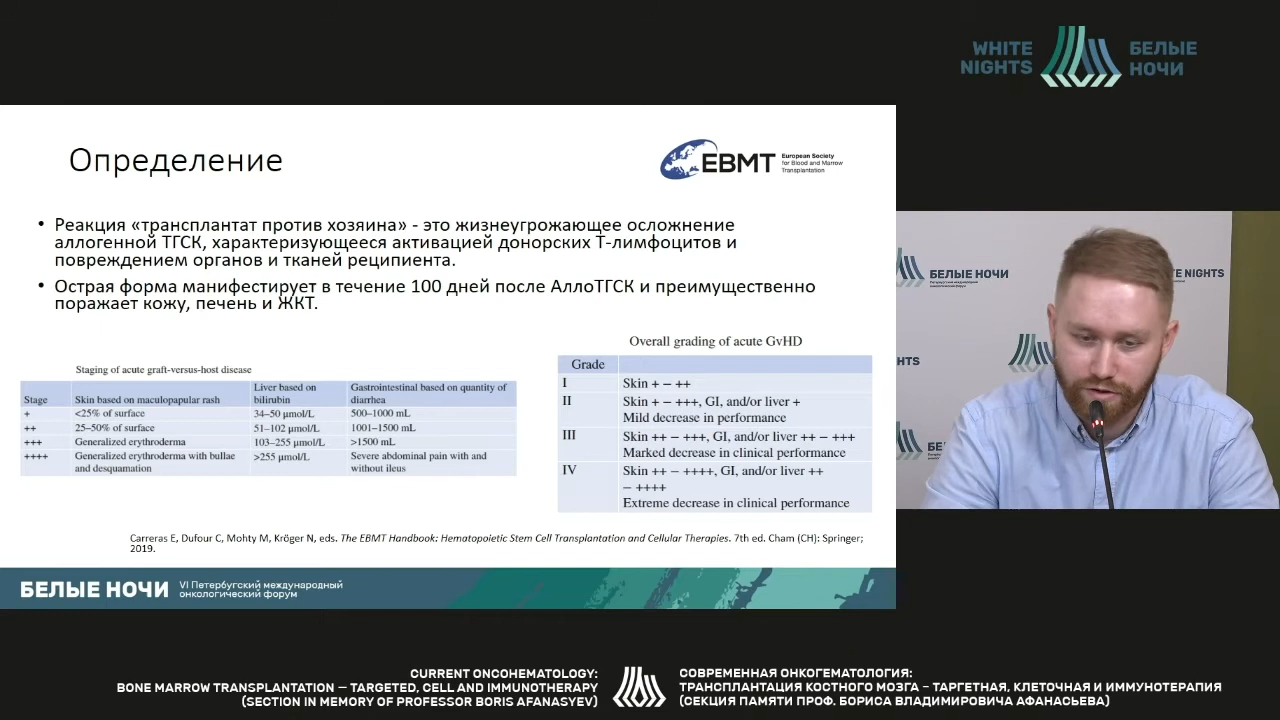 WHITE
NIGHTS
БЕЛЫЕ
НОЧИ
Определение
EBMT
European Society
for Blood and Marrow
Transplantation
• Реакция «трансплантат против хозяина» - это жизнеугрожающее осложнение
аллогенной ТГСК, характеризующееся активацией донорских Т-лимфоцитов и
повреждением органов и тканей реципиента.
• Острая форма манифестирует в течение 100 дней после АллоТГСК и преимущественно
поражает кожу, печень и ЖКТ.
Staging of acute graft-versus-host disease
Stage Skin based on maculopapular rash Liver based on bilirubin Gastrointestinal based on quantity of diarrhea
+ <25% of surface 34–50 µmol/L 500–1000 mL
++ 25–50% of surface 51–102 µmol/L 1001–1500 mL
+++ Generalized erythroderma 103–255 µmol/L >1500 mL
++++ Generalized erythroderma with bullae and desquamation >255 µmol/L Severe abdominal pain with and without ileus
Overall grading of acute GvHD
Grade
I Skin + − ++
II Skin + − +++, GI, and/or liver +
Mild decrease in performance
III Skin ++ − +++, GI, and/or liver ++ − +++
Marked decrease in clinical performance
IV Skin ++ − ++++, GI, and/or liver ++
− ++++
Extreme decrease in clinical performance
Carreras E, Dufour C, Mohty M, Kröger N, eds. The EBMT Handbook: Hematopoietic Stem Cell Transplantation and Cellular Therapies. 7th ed. Cham (CH): Springer;
2019.
БЕЛЫЕ НОЧИ
VI Петербугский международный
онкологический форум
БЕЛЫЕ НОЧИ
TE NIGHTS
HTS
БЕЛЫЕ
CURRENT ONCOHEMATOLOGY:
BONE MARROW TRANSPLANTATION – TARGETED, CELL AND IMMUNOTHERAPY
(SECTION IN MEMORY OF PROFESSOR BORIS AFANASYEV)
СОВРЕМЕННАЯ ОНКОГЕМАТОЛОГИЯ:
ТРАНСПЛАНТАЦИЯ КОСТНОГО МОЗГА – ТАРГЕТНАЯ, КЛЕТОЧНАЯ И ИММУНОТЕРАПИЯ
(СЕКЦИЯ ПАМЯТИ ПРОФ. БОРИСА ВЛАДИМИРОВИЧА АФАНАСЬЕВА)